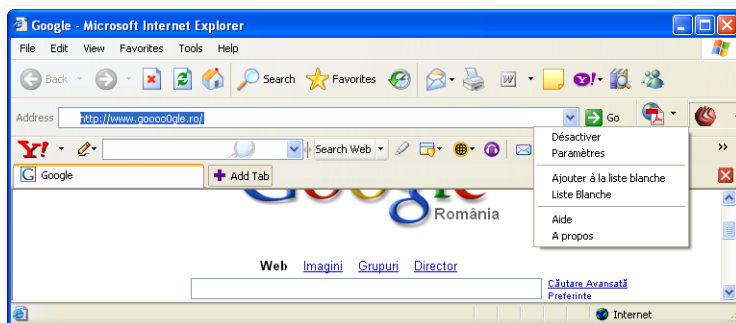 Google - Microsoft Internet Explorer
File Edit View Favorites Tools Help
Back Search Favorites
Address http://www.goooo0gle.ro/ Go
Y! Search Web
Désactiver
Paramètres
Ajouter à la liste blanche
Liste Blanche
Aide
A propos
G Google Add Tab
Google
România
Web Imagini Grupuri Director
Căutare Avansată
Preferinte
Internet